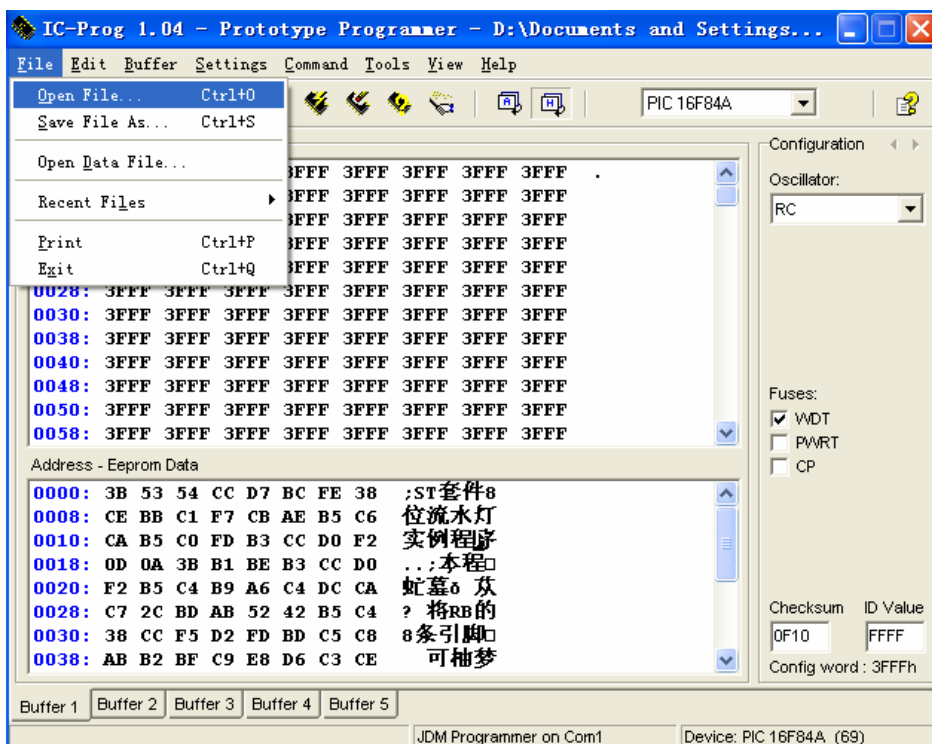 IC-Prog 1.04 - Prototype Programmer - D:\Documents and Settings...
File Edit Buffer Settings Command Tools View Help
Open File... Ctrl+O
Save File As... Ctrl+S
Open Data File...
Recent Files
Print Ctrl+P
Exit Ctrl+Q
PIC 16F84A
Configuration
Oscillator:
RC
3FFF 3FFF 3FFF 3FFF 3FFF .
3FFF 3FFF 3FFF 3FFF 3FFF
3FFF 3FFF 3FFF 3FFF 3FFF
3FFF 3FFF 3FFF 3FFF 3FFF
3FFF 3FFF 3FFF 3FFF 3FFF
0028: 3FFF 3FFF 3FFF 3FFF 3FFF 3FFF 3FFF 3FFF
0030: 3FFF 3FFF 3FFF 3FFF 3FFF 3FFF 3FFF 3FFF
0038: 3FFF 3FFF 3FFF 3FFF 3FFF 3FFF 3FFF 3FFF
0040: 3FFF 3FFF 3FFF 3FFF 3FFF 3FFF 3FFF 3FFF
0048: 3FFF 3FFF 3FFF 3FFF 3FFF 3FFF 3FFF 3FFF
0050: 3FFF 3FFF 3FFF 3FFF 3FFF 3FFF 3FFF 3FFF
0058: 3FFF 3FFF 3FFF 3FFF 3FFF 3FFF 3FFF 3FFF
Fuses:
WDT
PWRT
CP
Address - Eeprom Data
0000: 3B 53 54 CC D7 BC FE 38 ;ST套件8
0008: CE BB C1 F7 CB AE B5 C6 位流水灯
0010: CA B5 C0 FD B3 CC D0 F2 实例程序
0018: 0D 0A 3B B1 BE B3 CC D0 ..;本程
0020: F2 B5 C4 B9 A6 C4 DC CA 虻墓δ 苁
0028: C7 2C BD AB 52 42 B5 C4 ? 将RB的
0030: 38 CC F5 D2 FD BD C5 C8 8条引脚
0038: AB B2 BF C9 E8 D6 C3 CE 可柚梦
Checksum ID Value
0F10 FFFF
Config word : 3FFFh
Buffer 1 Buffer 2 Buffer 3 Buffer 4 Buffer 5
JDM Programmer on Com1 Device: PIC 16F84A (69)